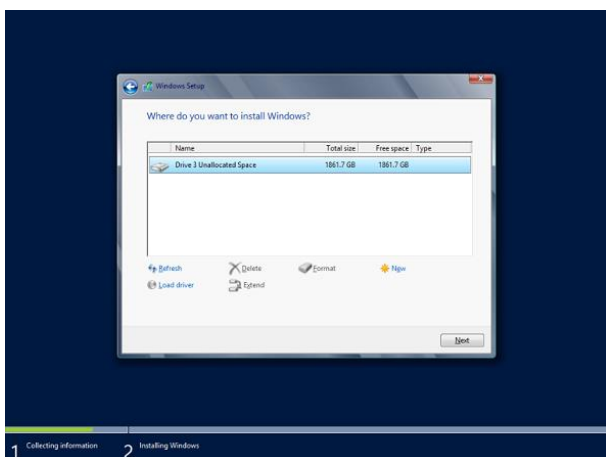 Windows Setup
Where do you want to install Windows?
Name Total size Free space Type
Drive 3 Unallocated Space 1861.7 GB 1861.7 GB
Refresh Delete Format New
Load driver Extend
Next
1 Collecting information 2 Installing Windows